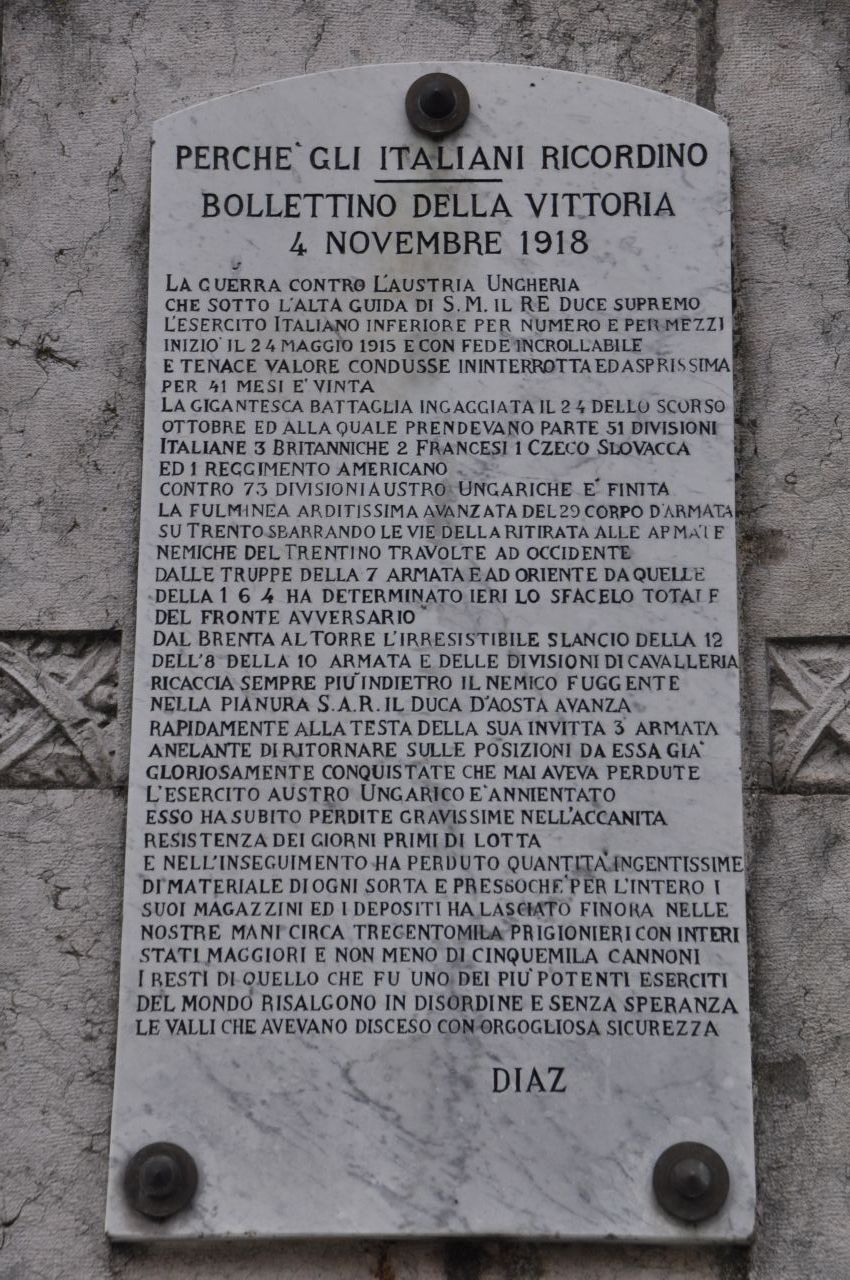 PERCHE' GLI ITALIANI RICORDINO
BOLLETTINO DELLA VITTORIA
4 NOVEMBRE 1918
LA GUERRA CONTRO L'AUSTRIA UNGHERIA
CHE SOTTO L'ALTA GUIDA DI S.M. IL RE DUCE SUPREMO
L'ESERCITO ITALIANO INFERIORE PER NUMERO E PER MEZZI
INIZIO' IL 24 MAGGIO 1915 E CON FEDE INCROLLABILE
E TENACE VALORE CONDUSSE ININTERROTTA ED ASPRISSIMA
PER 41 MESI E' VINTA
LA GIGANTESCA BATTAGLIA INGAGGIATA IL 24 DELLO SCORSO
OTTOBRE ED ALLA QUALE PRENDEVANO PARTE 51 DIVISIONI
ITALIANE 3 BRITANNICHE 2 FRANCESI 1 CZECO SLOVACCA
ED 1 REGGIMENTO AMERICANO
CONTRO 73 DIVISIONI AUSTRO UNGARICHE E' FINITA
LA FULMINEA ARDITISSIMA AVANZATA DEL 29 CORPO D'ARMATA
SU TRENTO SBARRANDO LE VIE DELLA RITIRATA ALLE ARMATE
NEMICHE DEL TRENTINO TRAVOLTE AD OCCIDENTE
DALLE TRUPPE DELLA 7 ARMATA E AD ORIENTE DA QUELLE
DELLA 1 6 4 HA DETERMINATO IERI LO SFACELO TOTALE
DEL FRONTE AVVERSARIO
DAL BRENTA AL TORRE L'IRRESISTIBILE SLANCIO DELLA 12
DELL'8 DELLA 10 ARMATA E DELLE DIVISIONI DI CAVALLERIA
RICACCIA SEMPRE PIU' INDIETRO IL NEMICO FUGGENTE
NELLA PIANURA S.A.R. IL DUCA D'AOSTA AVANZA
RAPIDAMENTE ALLA TESTA DELLA SUA INVITTA 3 ARMATA
ANELANTE DI RITORNARE SULLE POSIZIONI DA ESSA GIA'
GLORIOSAMENTE CONQUISTATE CHE MAI AVEVA PERDUTE
L'ESERCITO AUSTRO UNGARICO E' ANNIENTATO
ESSO HA SUBITO PERDITE GRAVISSIME NELL'ACCANITA
RESISTENZA DEI GIORNI PRIMI DI LOTTA
E NELL'INSEGUIMENTO HA PERDUTO QUANTITA' INGENTISSIME
DI MATERIALE DI OGNI SORTA E PRESSOCHE' PER L'INTERO I
SUOI MAGAZZINI ED I DEPOSITI HA LASCIATO FINORA NELLE
NOSTRE MANI CIRCA TRECENTOMILA PRIGIONIERI CON INTERI
STATI MAGGIORI E NON MENO DI CINQUEMILA CANNONI
I RESTI DI QUELLO CHE FU UNO DEI PIU' POTENTI ESERCITI
DEL MONDO RISALGONO IN DISORDINE E SENZA SPERANZA
LE VALLI CHE AVEVANO DISCESO CON ORGOGLIOSA SICUREZZA
DIAZ